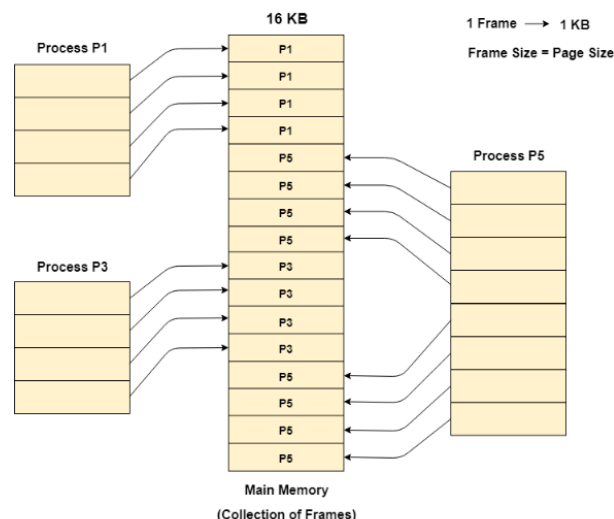 16 KB
1 Frame → 1 KB
Frame Size = Page Size
Process P1
P1
P1
P1
P1
P5
Process P5
P5
P5
P5
Process P3
P3
P3
P3
P3
P5
P5
P5
P5
Main Memory
(Collection of Frames)